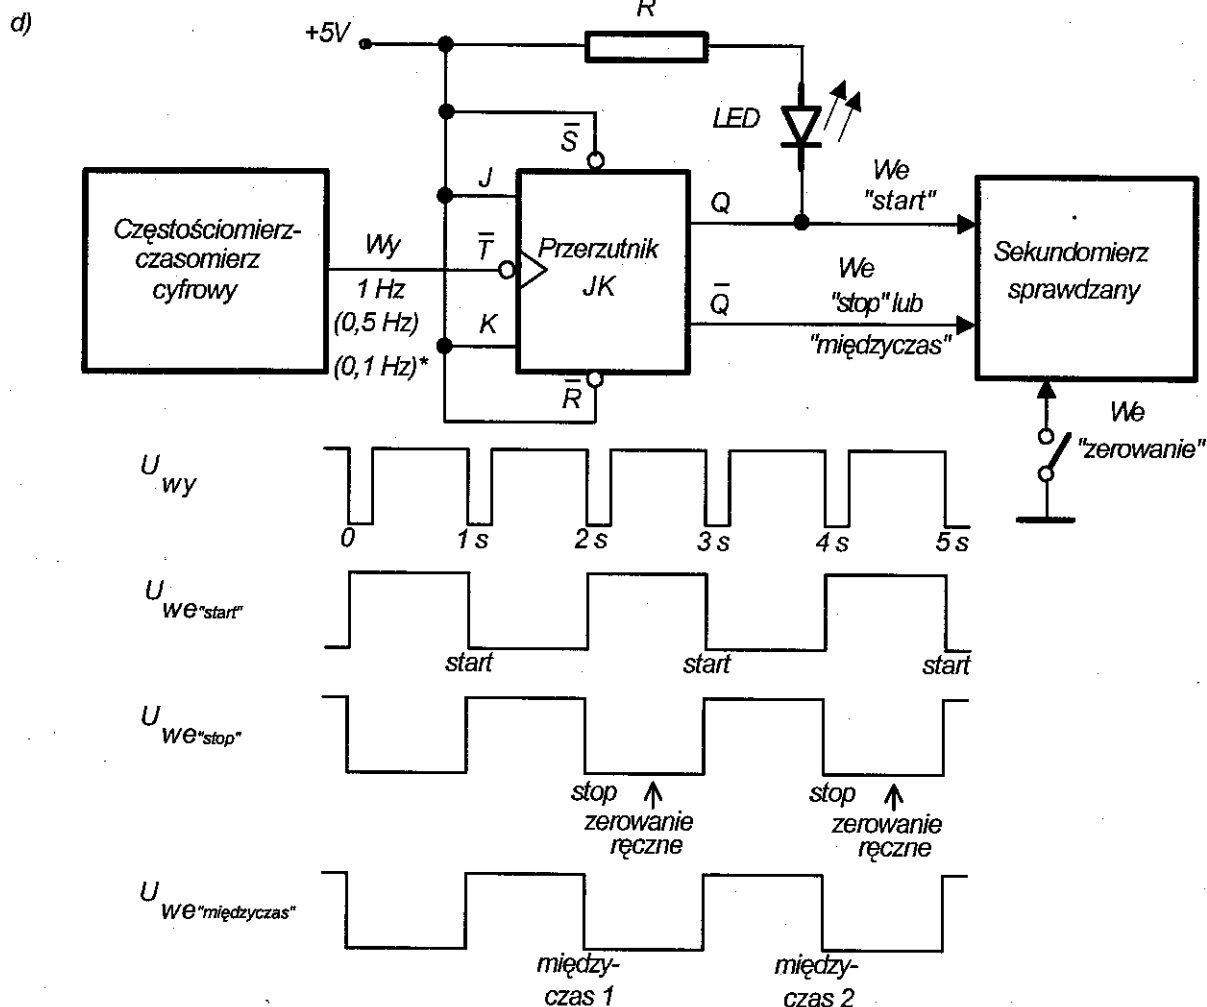 d)
R
+5V
LED
S̅
J
Q
We
"start"
Częstościomierz-
czasomierz
cyfrowy
Wy
1 Hz
(0,5 Hz)
(0,1 Hz)*
T̅
Przerzutnik
JK
K
R̅
Q̅
We
"stop" lub
"międzyczas"
Sekundomierz
sprawdzany
We
"zerowanie"
U wy
0
1 s
2 s
3 s
4 s
5 s
U we"start"
start
start
start
U we"stop"
stop
zerowanie
ręczne
stop
zerowanie
ręczne
U we"międzyczas"
między-
czas 1
między-
czas 2